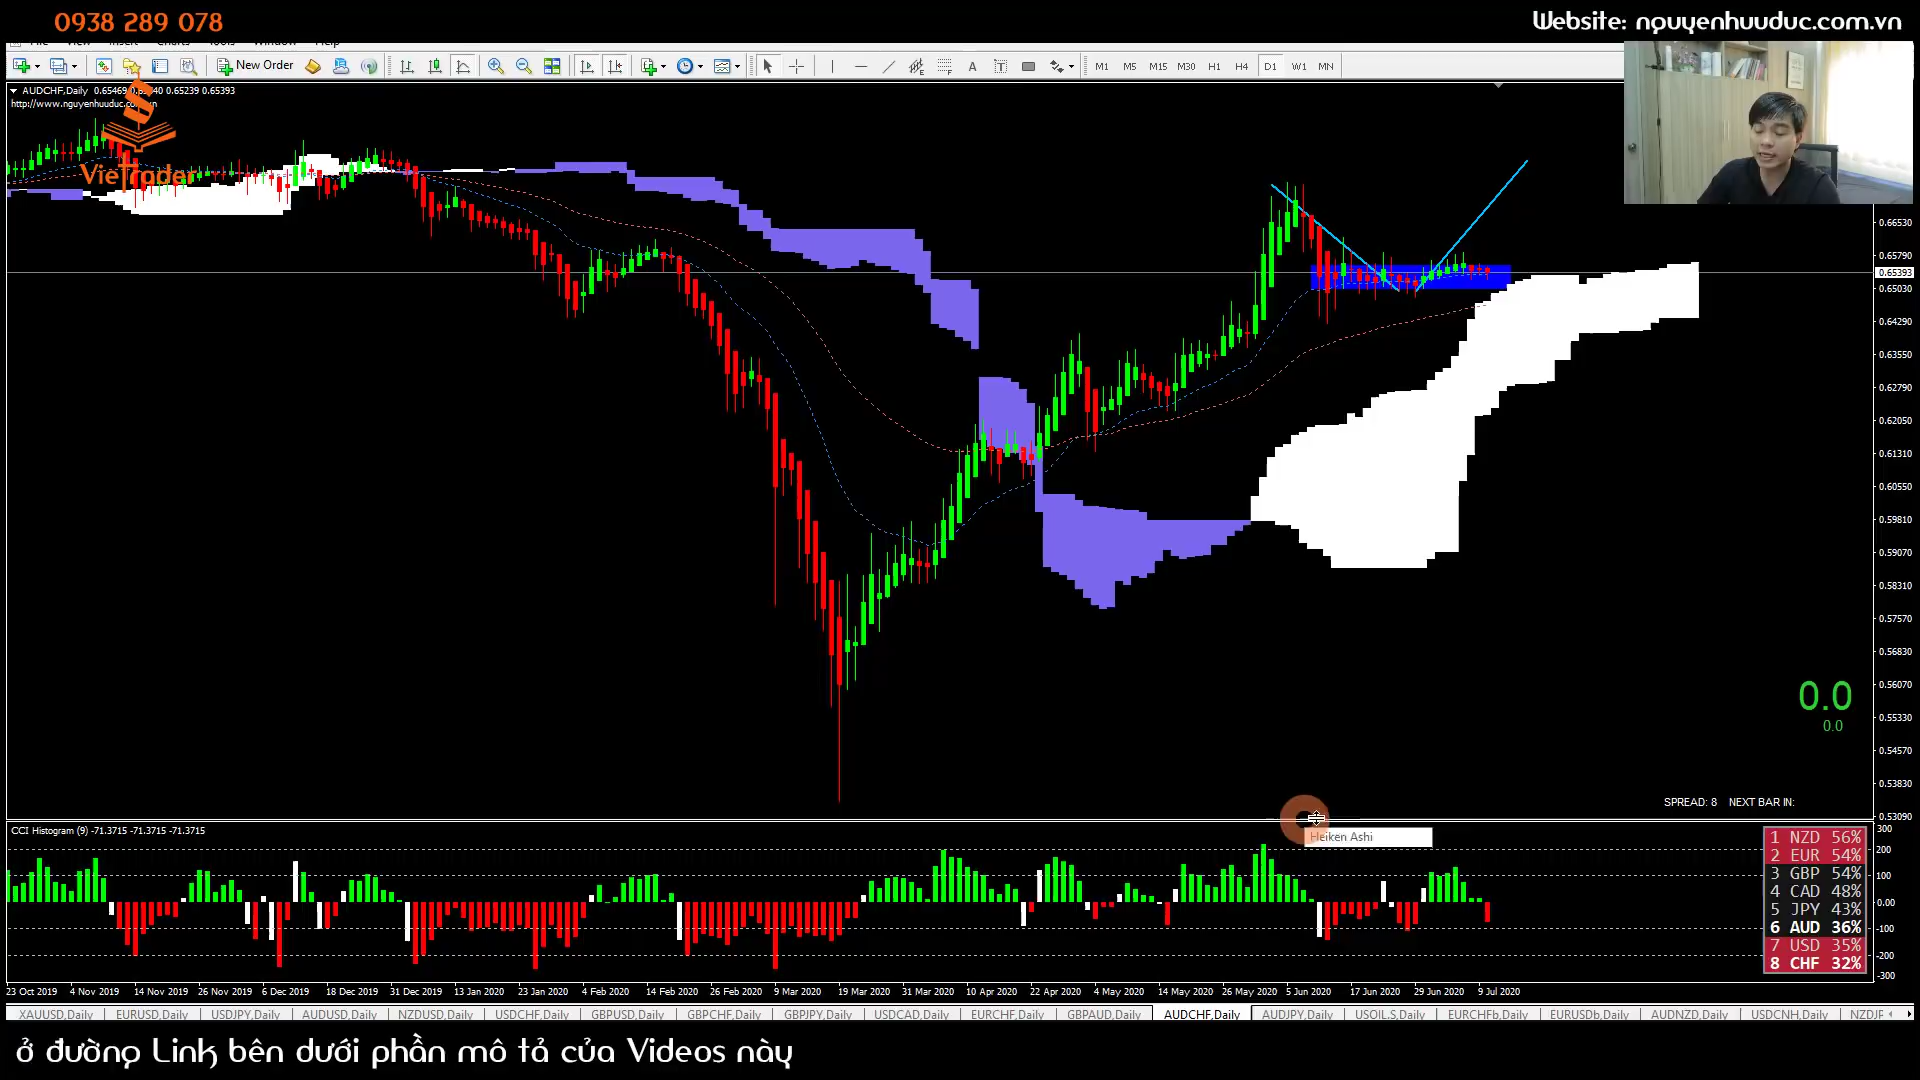 0938 289 078
Website: nguyenhuuduc.com.vn
File View Insert Charts Tools Window Help
New Order
M1 M5 M15 M30 H1 H4 D1 W1 MN
AUDCHF,Daily 0.65469 0.65393
http://www.nguyenhuuduc.com.vn
VieTrader
0.66530
0.65790
0.65393
0.65030
0.64290
0.63550
0.62790
0.62050
0.61310
0.60550
0.59810
0.59070
0.58310
0.57570
0.56830
0.56070
0.55330
0.54570
0.53830
0.53090
0.0
0.0
SPREAD: 8 NEXT BAR IN:
CCI Histogram (9) -71.3715 -71.3715 -71.3715
Heiken Ashi
300
200
100
0.00
-100
-200
-300
1 NZD 56%
2 EUR 54%
3 GBP 54%
4 CAD 48%
5 JPY 43%
6 AUD 36%
7 USD 35%
8 CHF 32%
23 Oct 2019 4 Nov 2019 14 Nov 2019 26 Nov 2019 6 Dec 2019 18 Dec 2019 31 Dec 2019 13 Jan 2020 23 Jan 2020 4 Feb 2020 14 Feb 2020 26 Feb 2020 9 Mar 2020 19 Mar 2020 31 Mar 2020 10 Apr 2020 22 Apr 2020 4 May 2020 14 May 2020 26 May 2020 5 Jun 2020 17 Jun 2020 29 Jun 2020 9 Jul 2020
XAUUSD,Daily EURUSD,Daily USDJPY,Daily AUDUSD,Daily NZDUSD,Daily USDCHF,Daily GBPUSD,Daily GBPCHF,Daily GBPJPY,Daily USDCAD,Daily EURCHF,Daily GBPAUD,Daily AUDCHF,Daily AUDJPY,Daily USOIL.S,Daily EURCHFb,Daily EURUSDb,Daily AUDNZD,Daily USDCNH,Daily NZDJF
ở đường Link bên dưới phần mô tả của Videos này